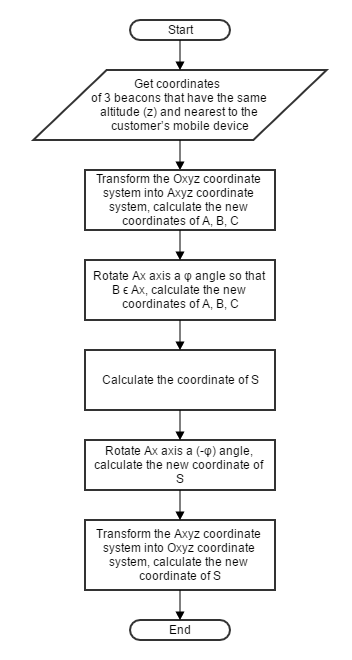 Start
Get coordinates
of 3 beacons that have the same
altitude (z) and nearest to the
customer's mobile device
Transform the Oxyz coordinate
system into Axyz coordinate
system, calculate the new
coordinates of A, B, C
Rotate Ax axis a φ angle so that
B ϵ Ax, calculate the new
coordinates of A, B, C
Calculate the coordinate of S
Rotate Ax axis a (-φ) angle,
calculate the new coordinate of
S
Transform the Axyz coordinate
system into Oxyz coordinate
system, calculate the new
coordinate of S
End